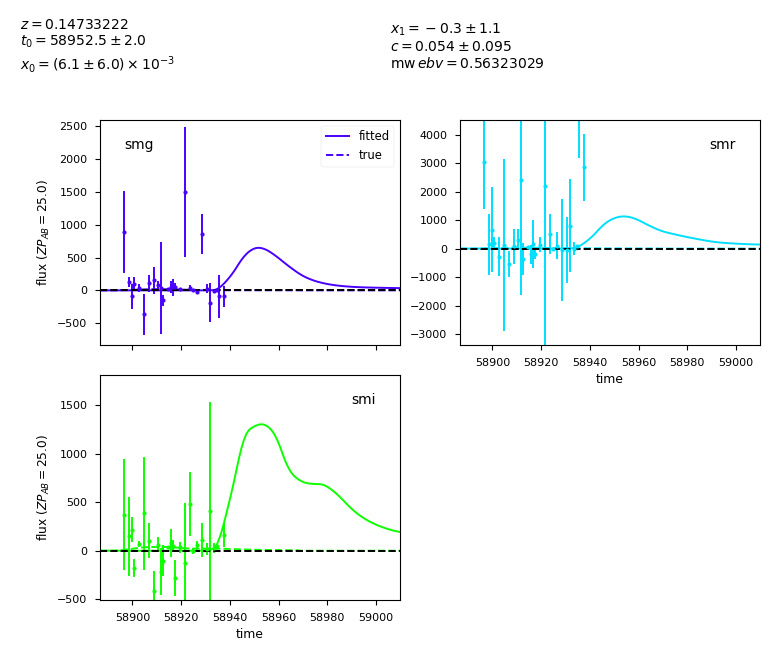 z = 0.14733222
t₀ = 58952.5 ± 2.0
x₀ = (6.1 ± 6.0) × 10⁻³
x₁ = −0.3 ± 1.1
c = 0.054 ± 0.095
mw ebv = 0.56323029
smg
fitted
true
2500
2000
1500
1000
500
0
−500
flux (ZP_AB = 25.0)
smr
4000
3000
2000
1000
0
−1000
−2000
−3000
58900 58920 58940 58960 58980 59000
time
smi
1500
1000
500
0
−500
flux (ZP_AB = 25.0)
58900 58920 58940 58960 58980 59000
time